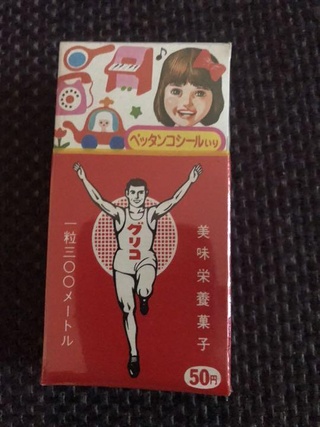 ペッタンコシールいり
グリコ
美味栄養菓子
一粒三〇〇メートル
50円